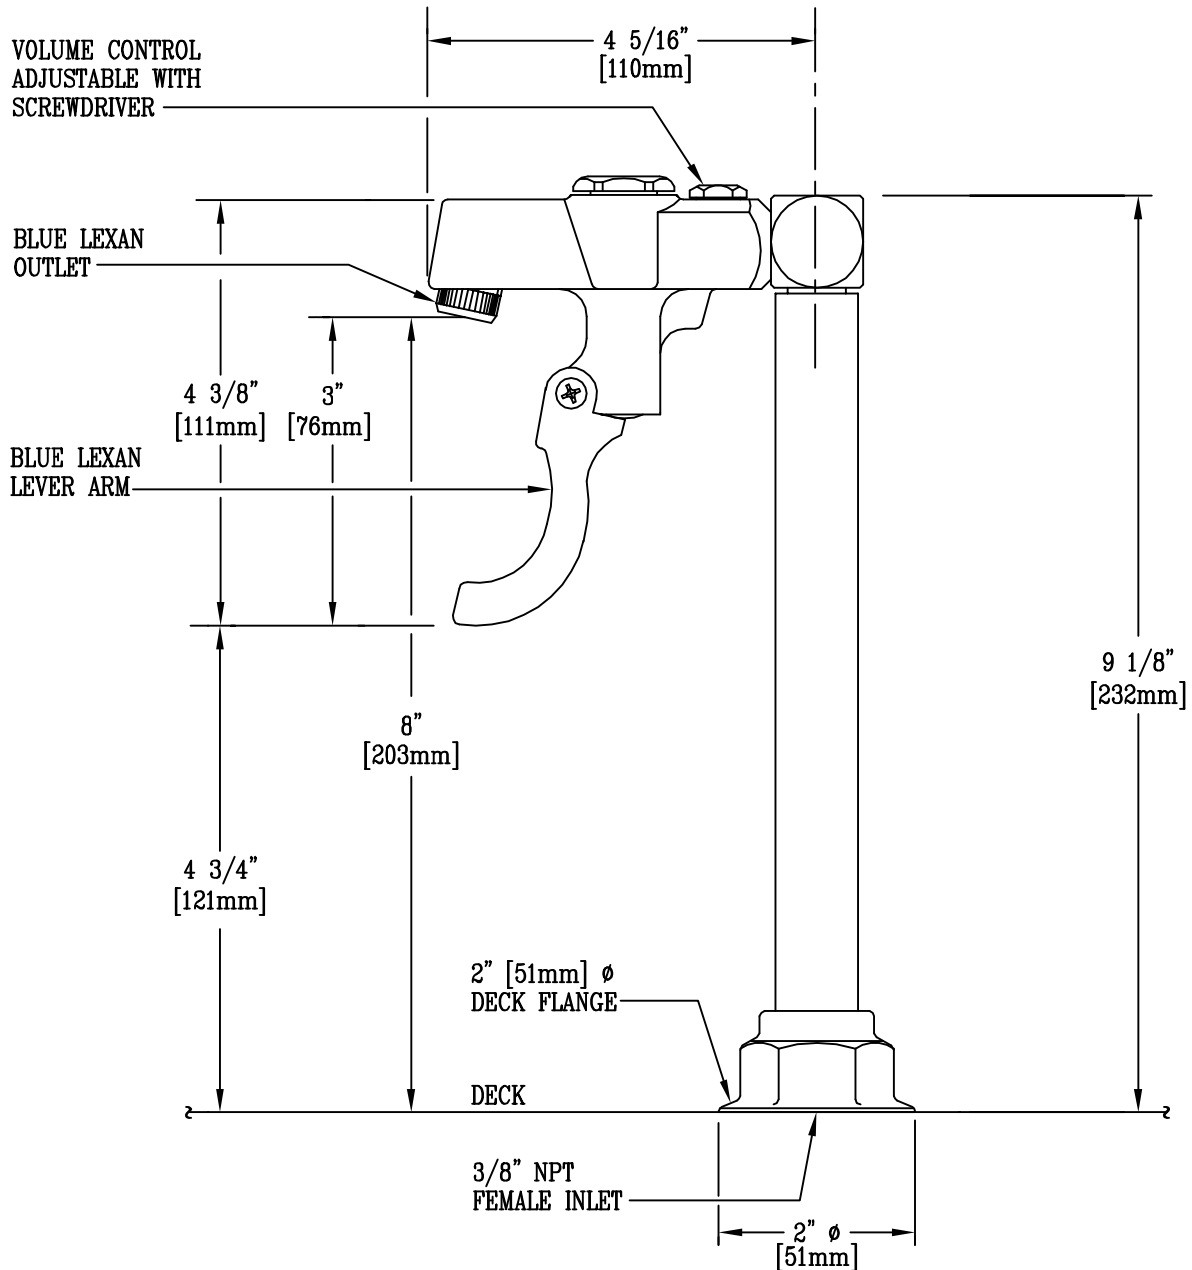 VOLUME CONTROL
ADJUSTABLE WITH
SCREWDRIVER
4 5/16"
[110mm]
BLUE LEXAN
OUTLET
4 3/8"
[111mm]
3"
[76mm]
BLUE LEXAN
LEVER ARM
9 1/8"
[232mm]
8"
[203mm]
4 3/4"
[121mm]
2" [51mm] ø
DECK FLANGE
DECK
3/8" NPT
FEMALE INLET
2" ø
[51mm]